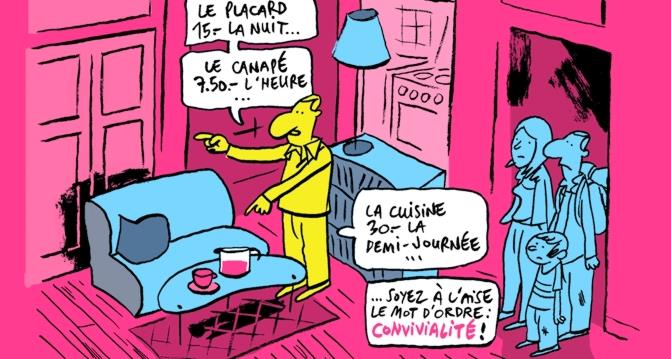 LE PLACARD
15.- LA NUIT...
LE CANAPÉ
7.50.- L'HEURE
...
LA CUISINE
30.- LA
DEMI-JOURNÉE
...
...SOYEZ À L'AISE
LE MOT D'ORDRE:
CONVIVIALITÉ!